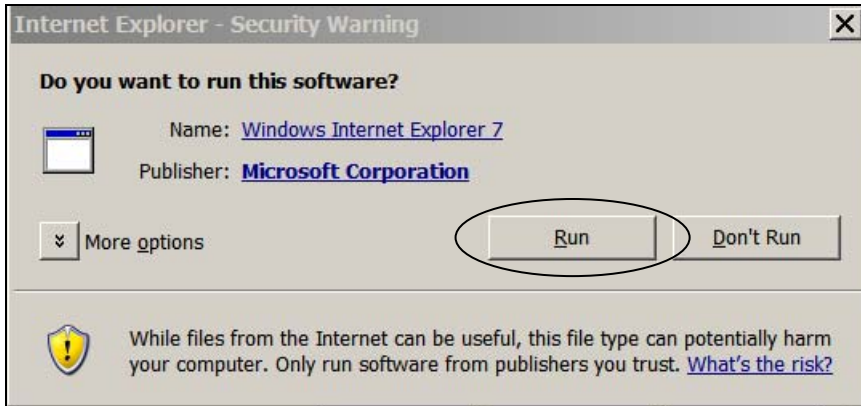 Internet Explorer - Security Warning
Do you want to run this software?
Name: Windows Internet Explorer 7
Publisher: Microsoft Corporation
More options
Run
Don't Run
While files from the Internet can be useful, this file type can potentially harm
your computer. Only run software from publishers you trust. What's the risk?